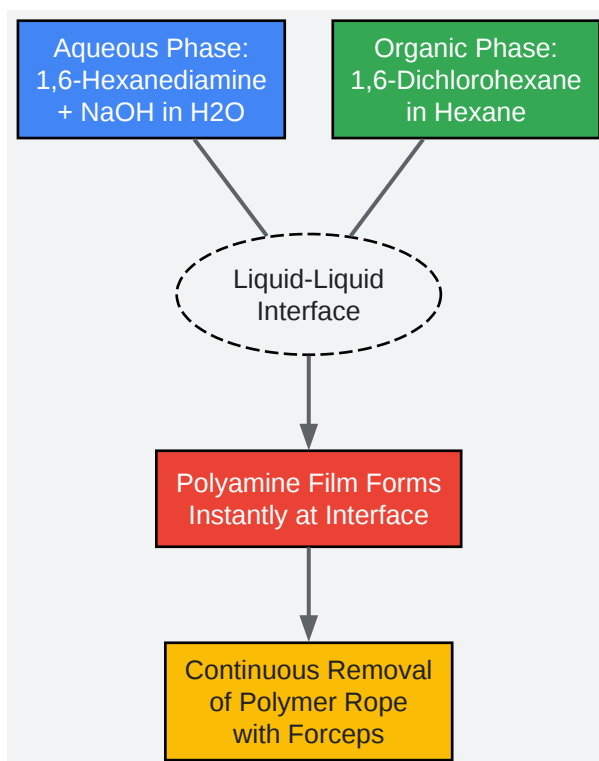 Aqueous Phase:
1,6-Hexanediamine
+ NaOH in H2O
Organic Phase:
1,6-Dichlorohexane
in Hexane
Liquid-Liquid
Interface
Polyamine Film Forms
Instantly at Interface
Continuous Removal
of Polymer Rope
with Forceps